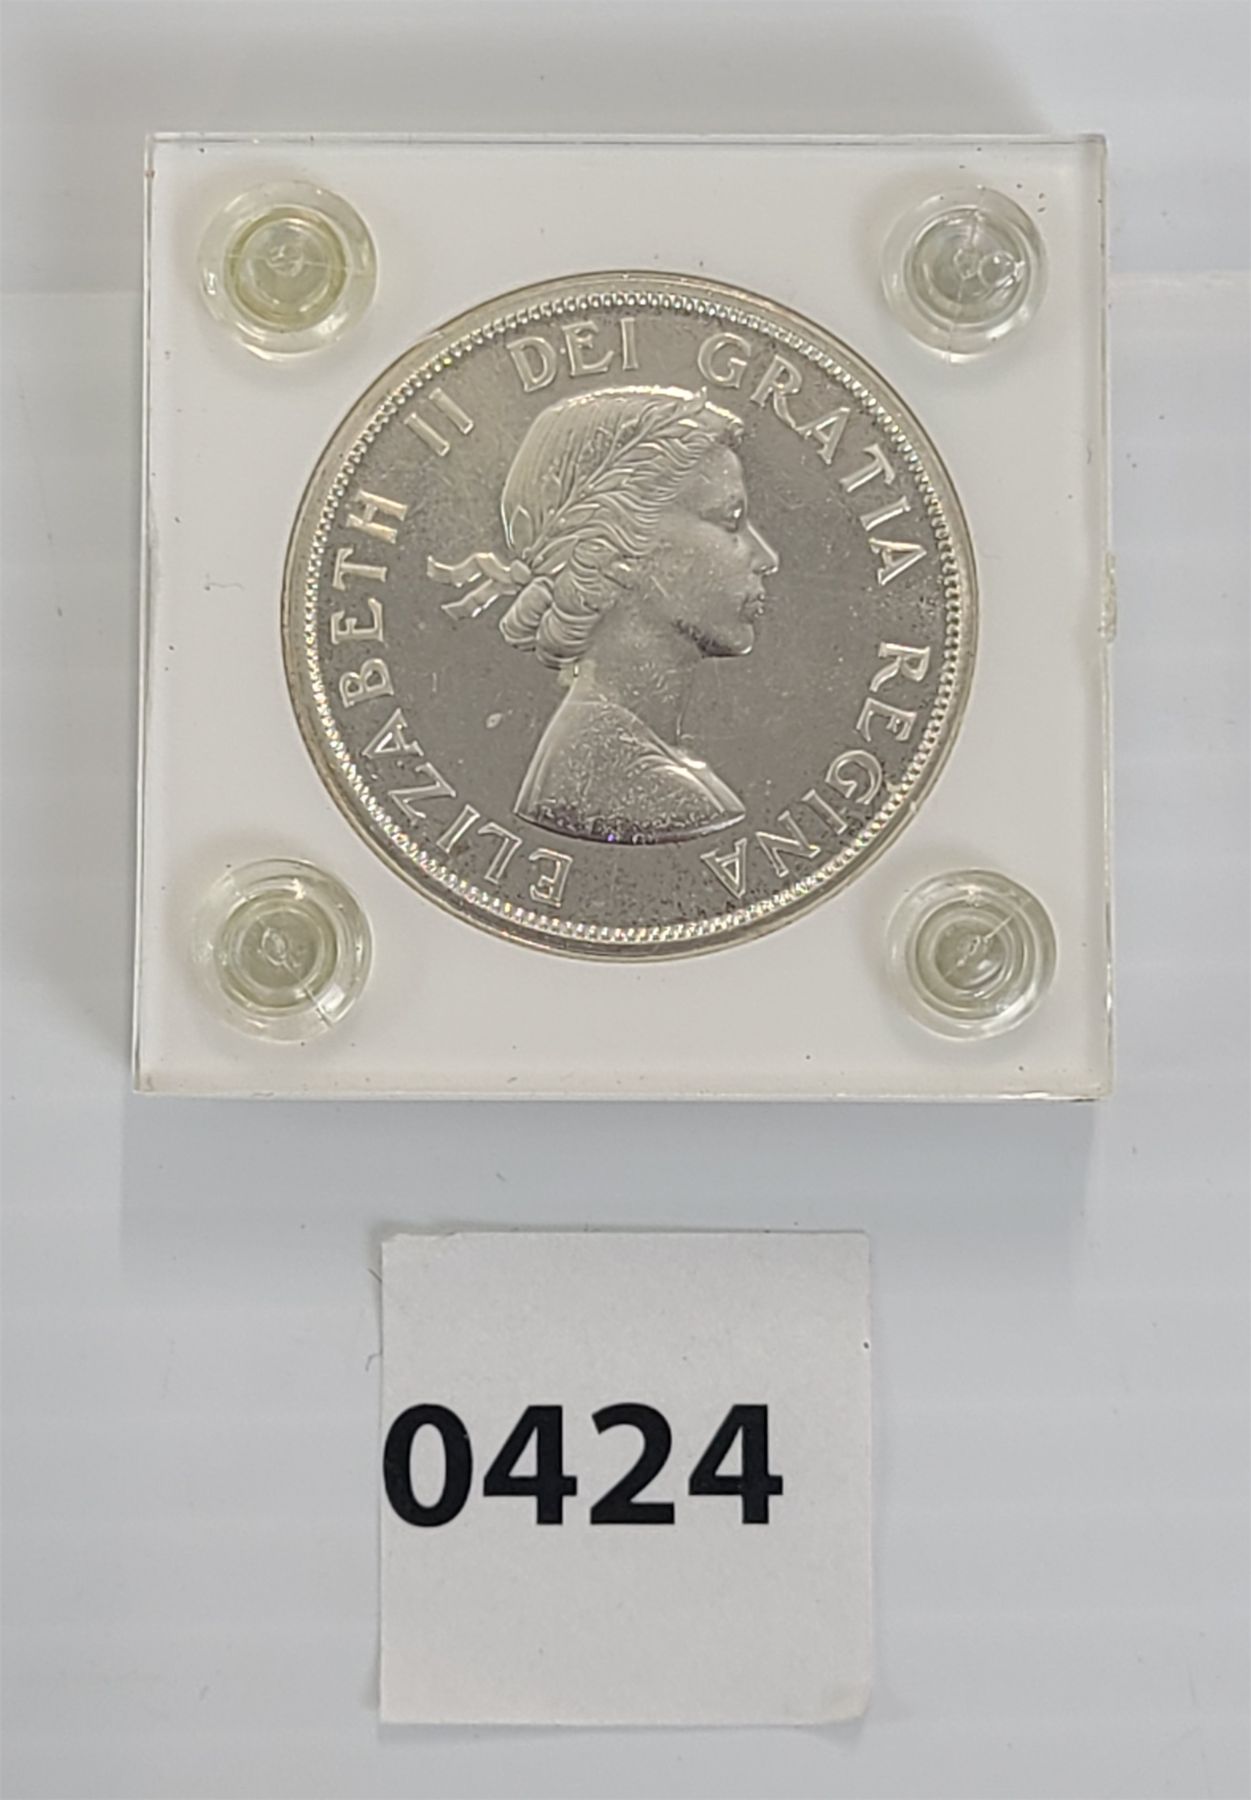 ELIZABETH II DEI GRATIA REGINA
0424